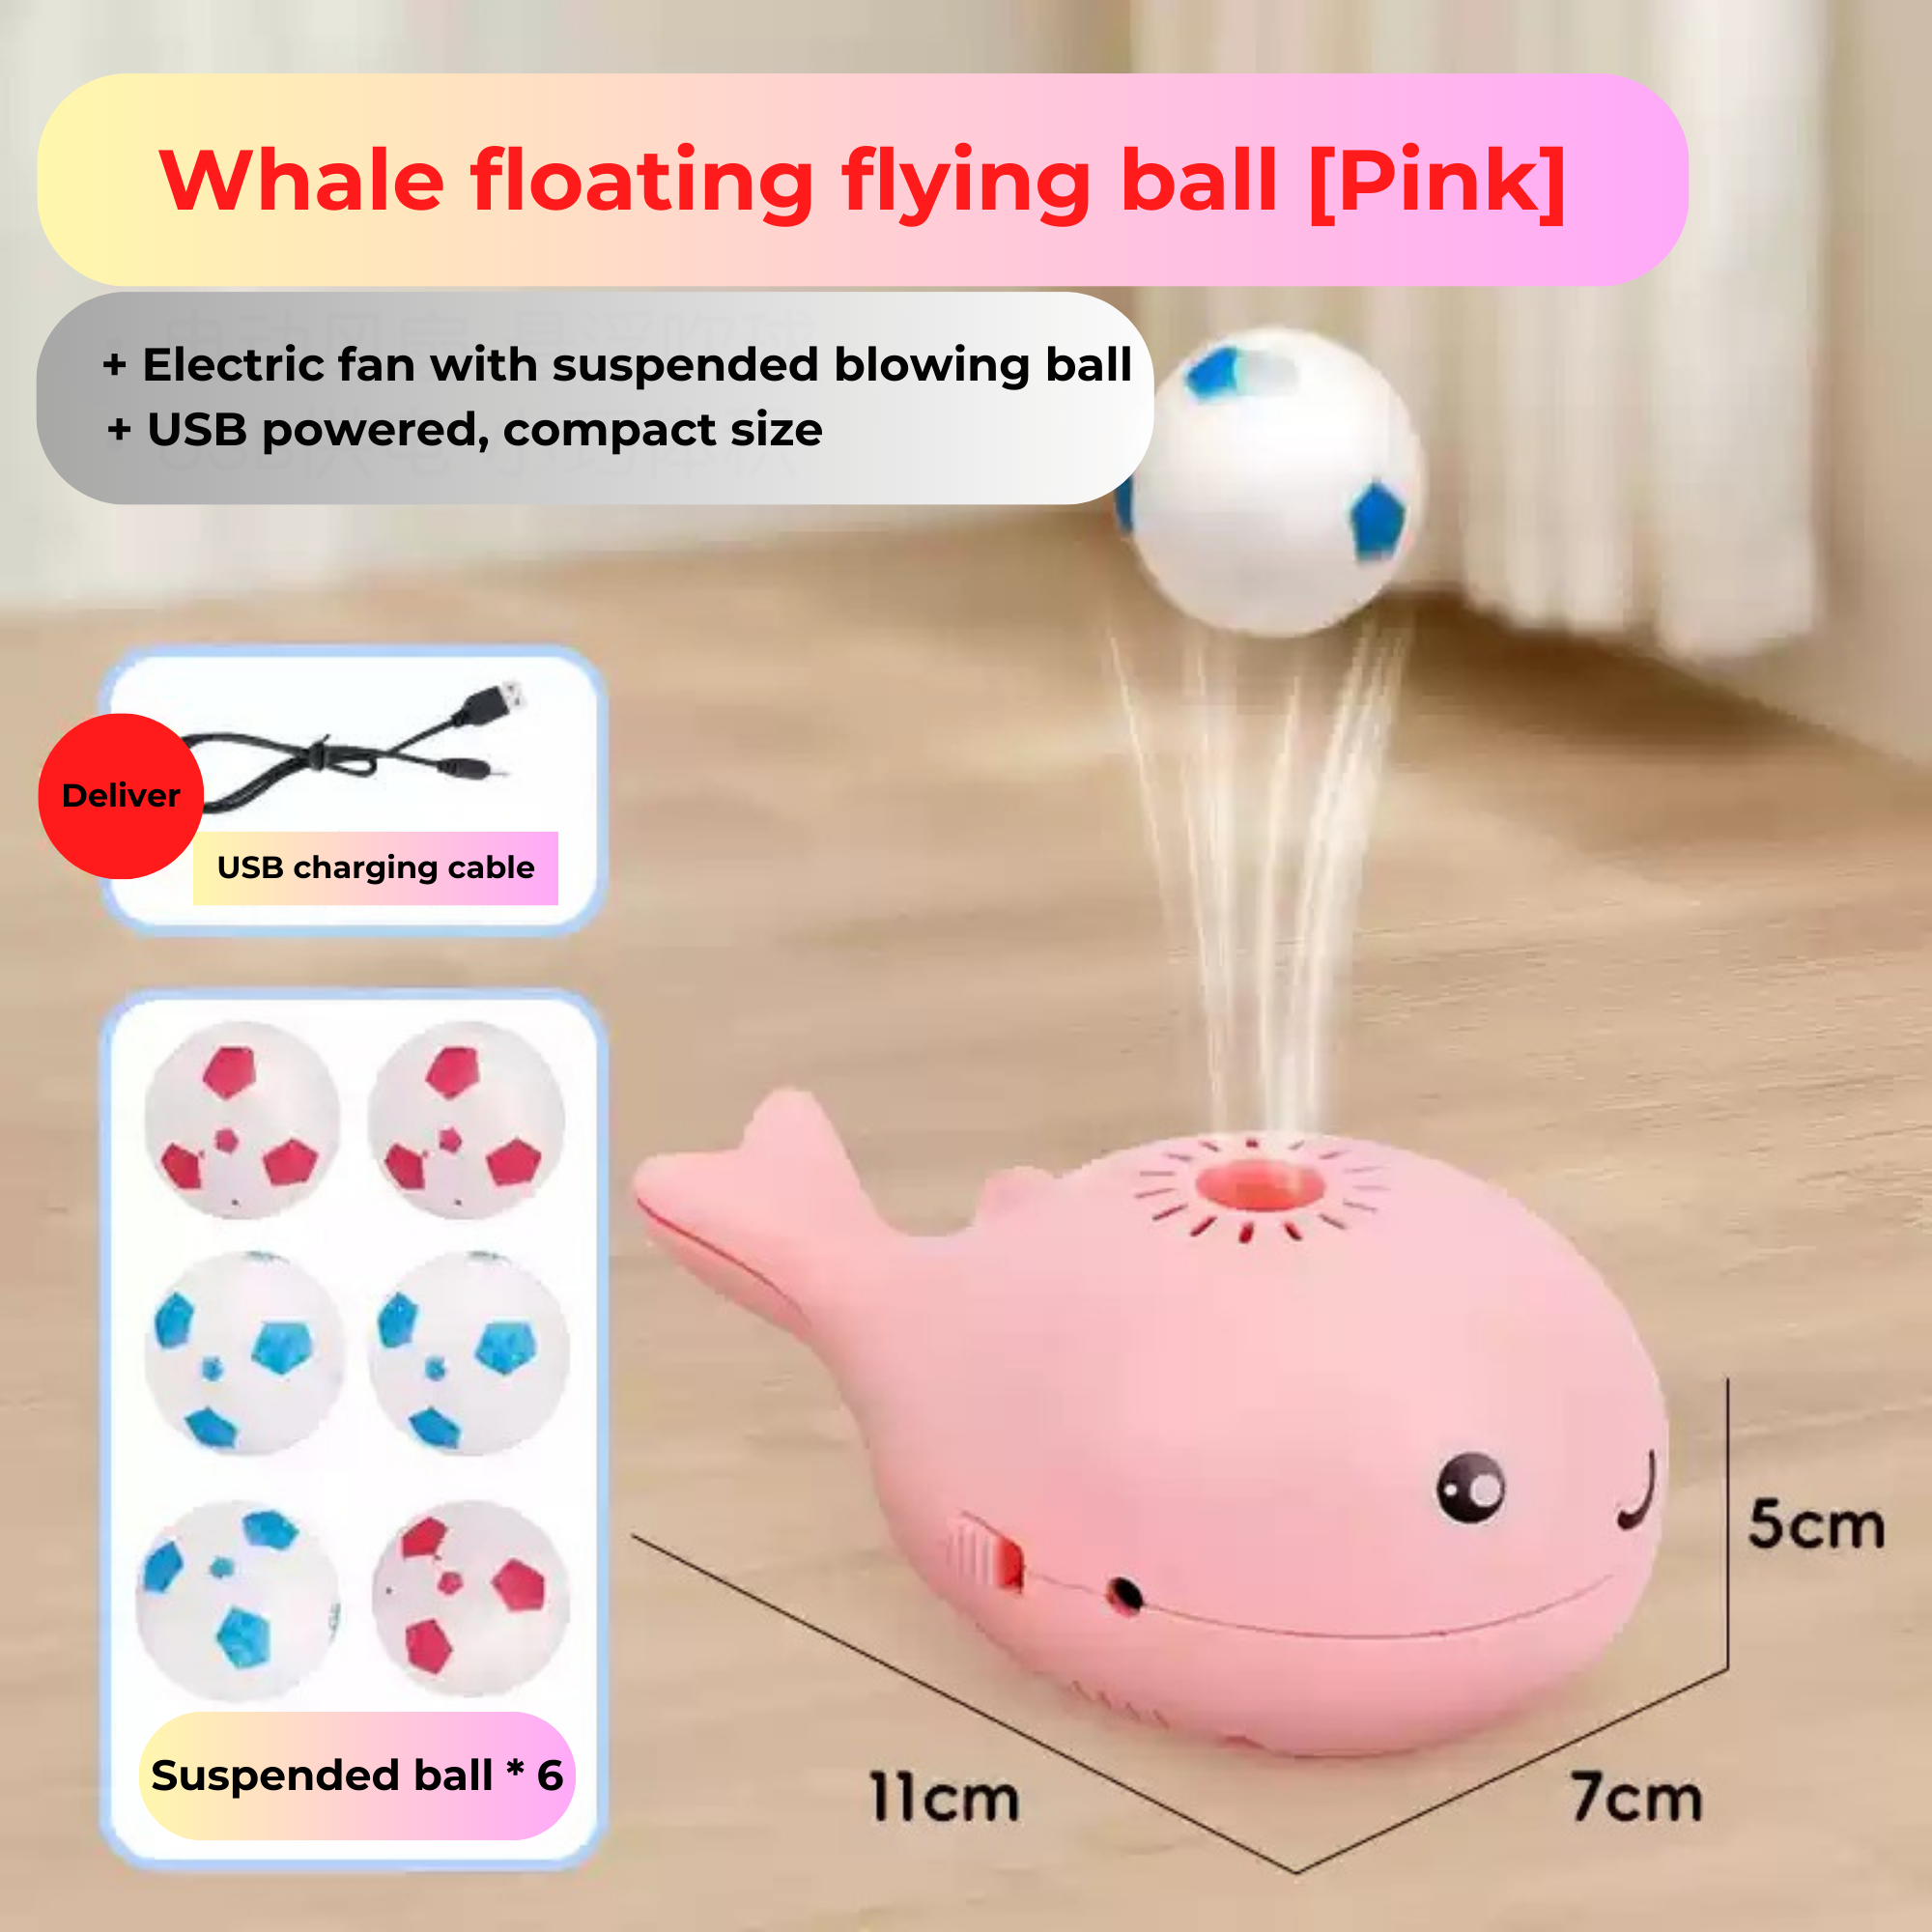 Whale floating flying ball [Pink]
+ Electric fan with suspended blowing ball
+ USB powered, compact size
Deliver
USB charging cable
Suspended ball * 6
5cm
11cm
7cm